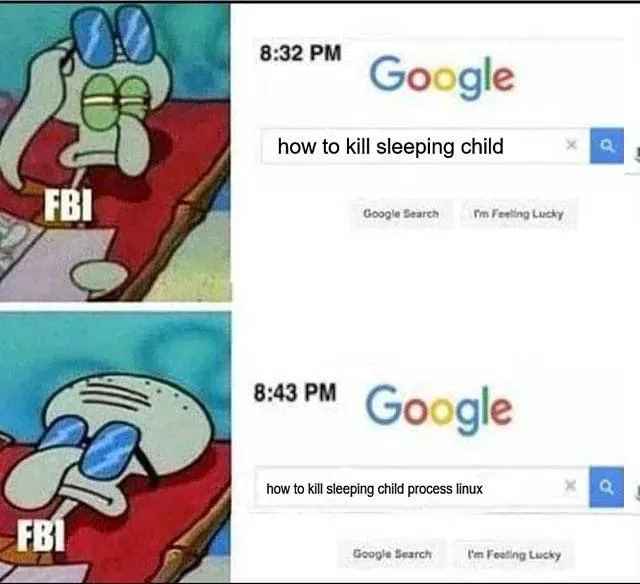 8:32 PM
Google
how to kill sleeping child
Google Search I'm Feeling Lucky
FBI
8:43 PM
Google
how to kill sleeping child process linux
FBI
Google Search I'm Feeling Lucky